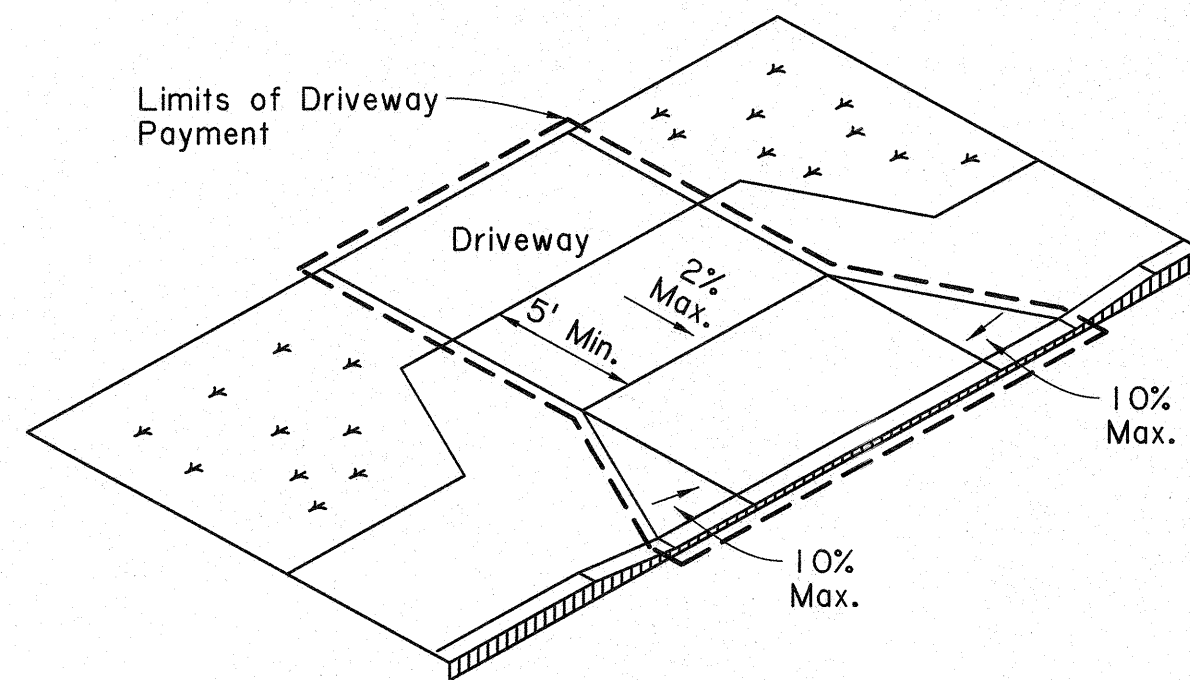 Limits of Driveway
Payment
Driveway
2%
Max.
5' Min.
10%
Max.
10%
Max.